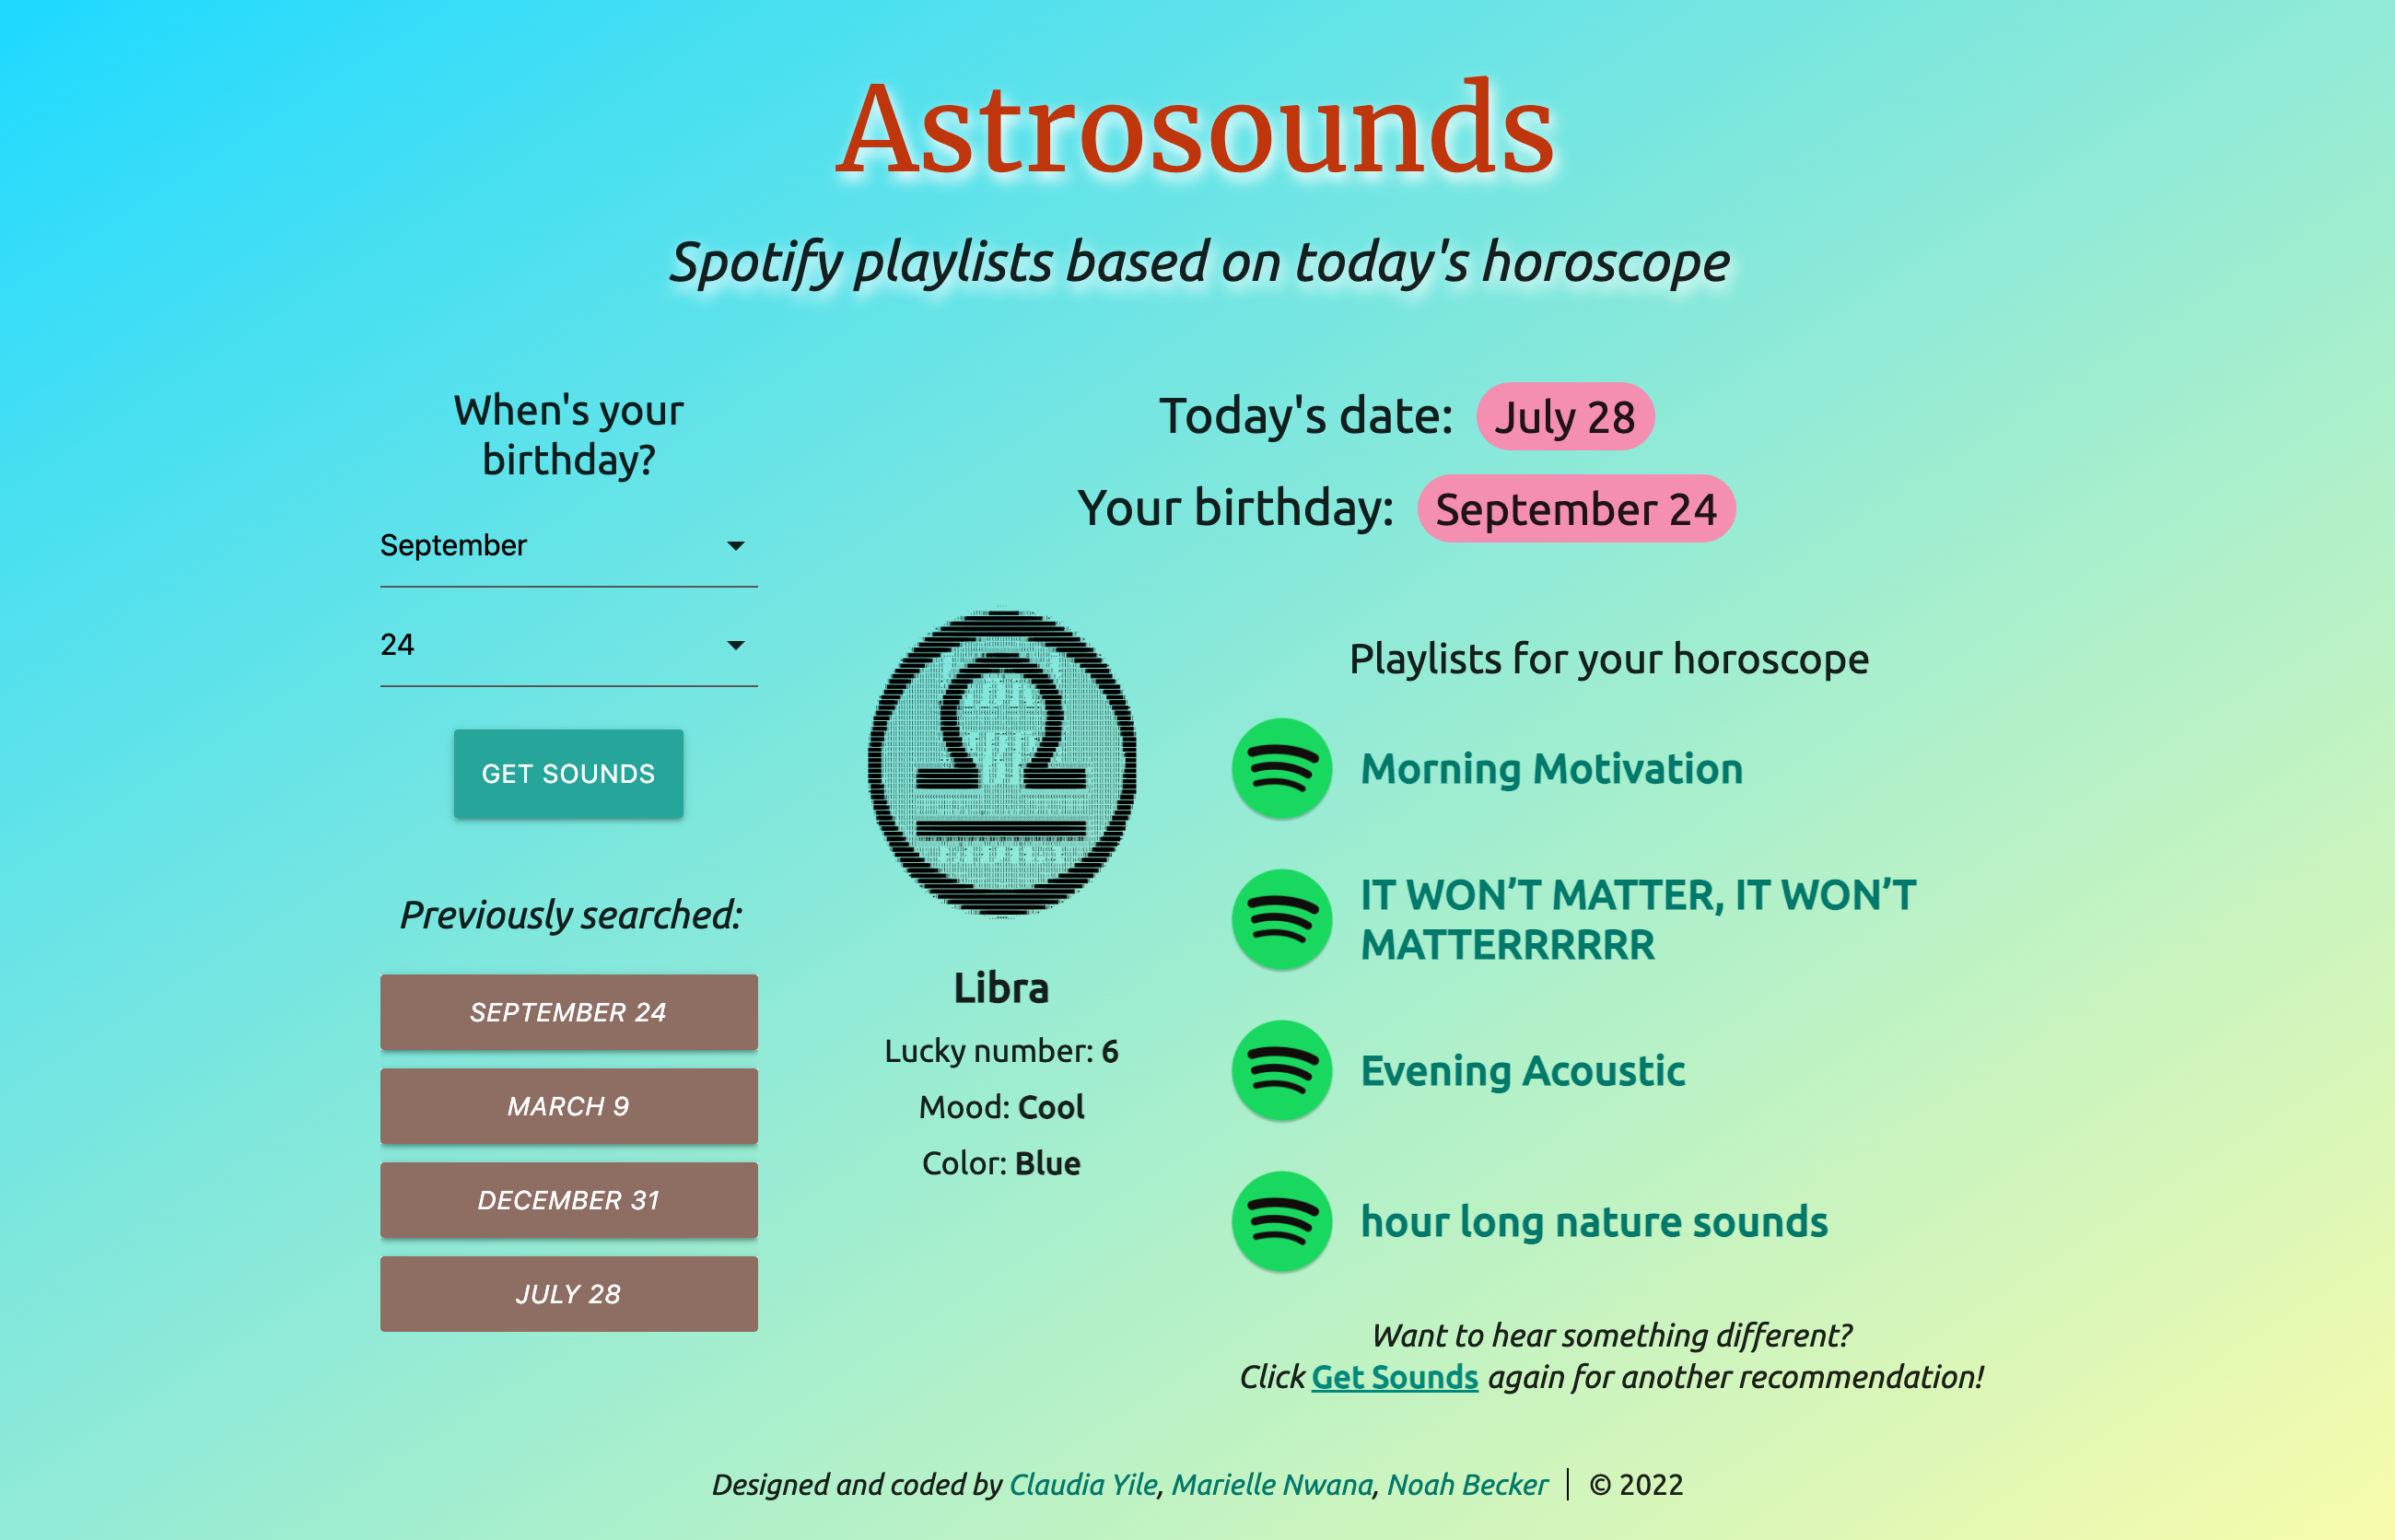 Astrosounds
Spotify playlists based on today's horoscope
When's your
birthday?
September
24
GET SOUNDS
Previously searched:
SEPTEMBER 24
MARCH 9
DECEMBER 31
JULY 28
Today's date: July 28
Your birthday: September 24
Libra
Lucky number: 6
Mood: Cool
Color: Blue
Playlists for your horoscope
Morning Motivation
IT WON’T MATTER, IT WON’T
MATTERRRRRR
Evening Acoustic
hour long nature sounds
Want to hear something different?
Click Get Sounds again for another recommendation!
Designed and coded by Claudia Yile, Marielle Nwana, Noah Becker | © 2022